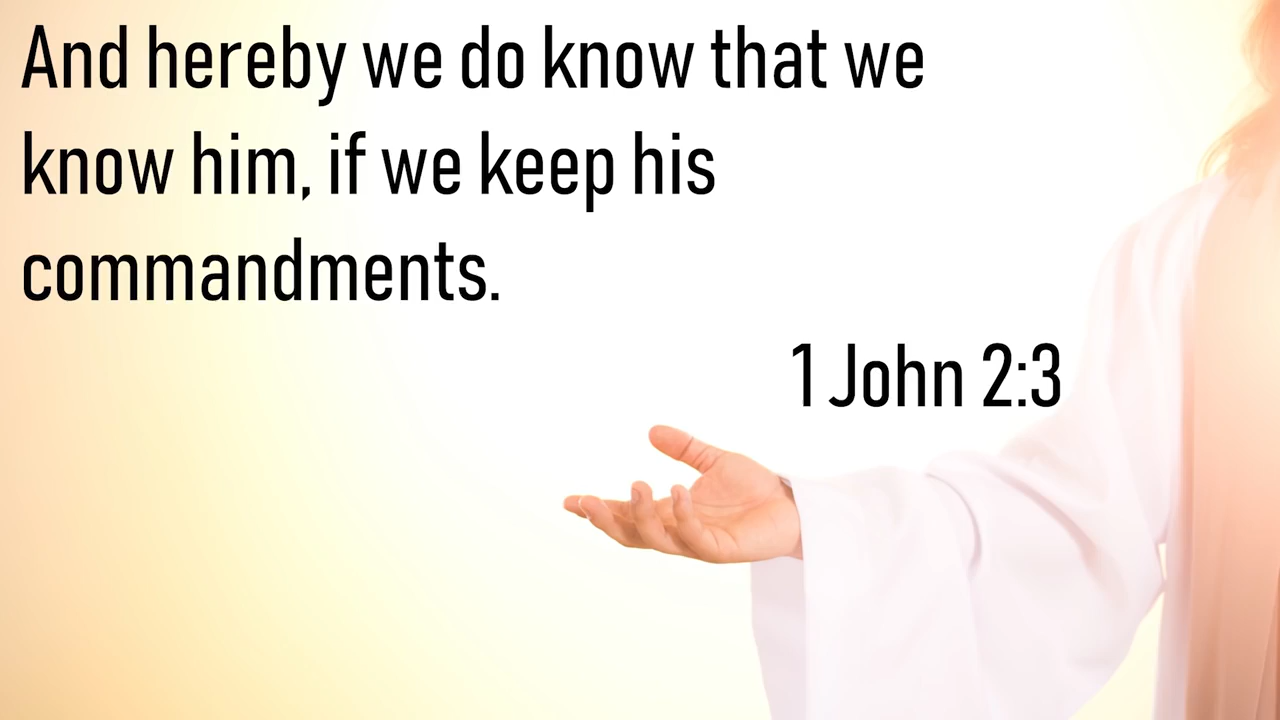 And hereby we do know that we
know him, if we keep his
commandments.
1 John 2:3